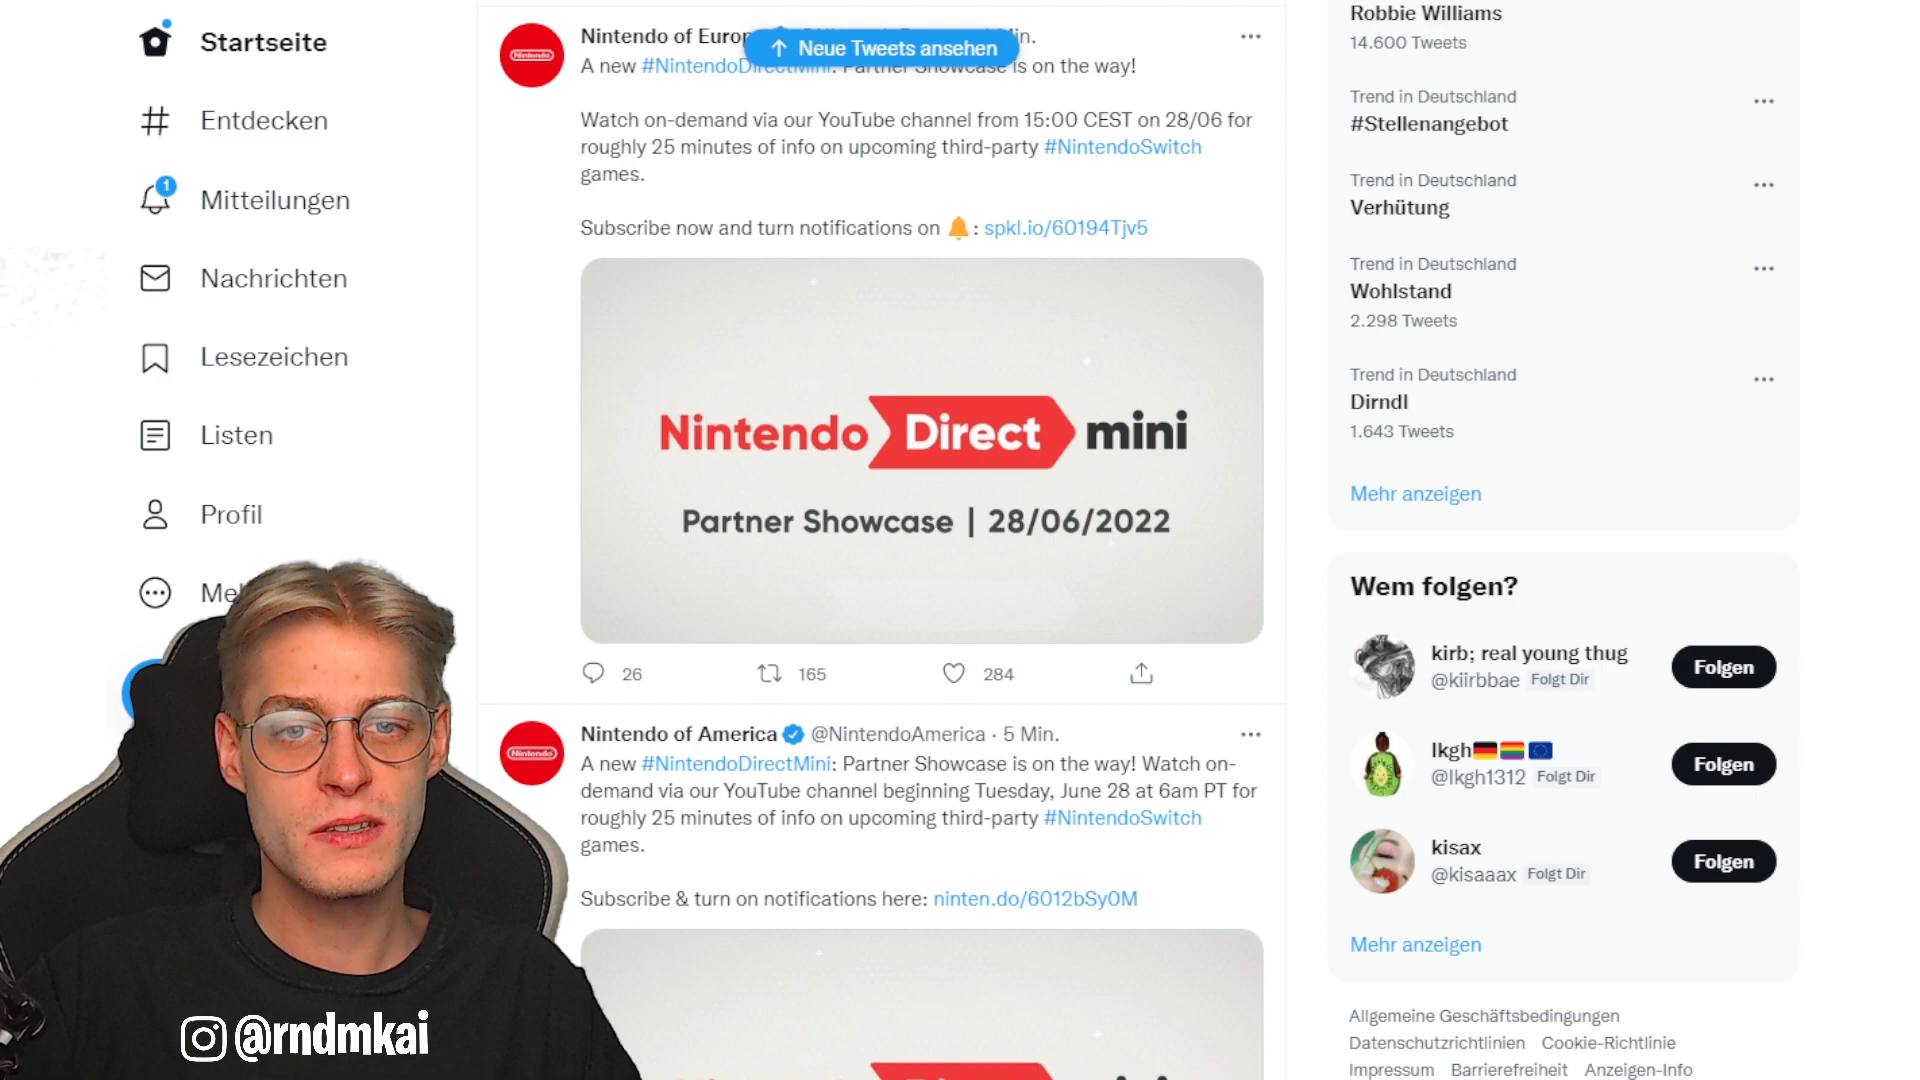 Startseite
Entdecken
1
Mitteilungen
Nachrichten
Lesezeichen
Listen
Profil
@rndmkai
Neue Tweets ansehen
Nintendo
Nintendo of Europ
A new #NintendoDirectMini: Partner Showcase is on the way!
Watch on-demand via our YouTube channel from 15:00 CEST on 28/06 for
roughly 25 minutes of info on upcoming third-party #NintendoSwitch
games.
Subscribe now and turn notifications on : spkl.io/60194Tjv5
Nintendo Direct mini
Partner Showcase | 28/06/2022
26 165 284
Nintendo
Nintendo of America @NintendoAmerica · 5 Min.
A new #NintendoDirectMini: Partner Showcase is on the way! Watch on-
demand via our YouTube channel beginning Tuesday, June 28 at 6am PT for
roughly 25 minutes of info on upcoming third-party #NintendoSwitch
games.
Subscribe & turn on notifications here: ninten.do/6012bSy0M
Robbie Williams
14.600 Tweets
Trend in Deutschland
#Stellenangebot
Trend in Deutschland
Verhütung
Trend in Deutschland
Wohlstand
2.298 Tweets
Trend in Deutschland
Dirndl
1.643 Tweets
Mehr anzeigen
Wem folgen?
kirb; real young thug
@kiirbbae Folgt Dir
Folgen
lkgh
@lkgh1312 Folgt Dir
Folgen
kisax
@kisaaax Folgt Dir
Folgen
Mehr anzeigen
Allgemeine Geschäftsbedingungen
Datenschutzrichtlinien Cookie-Richtlinie
Impressum Barrierefreiheit Anzeigen-Info